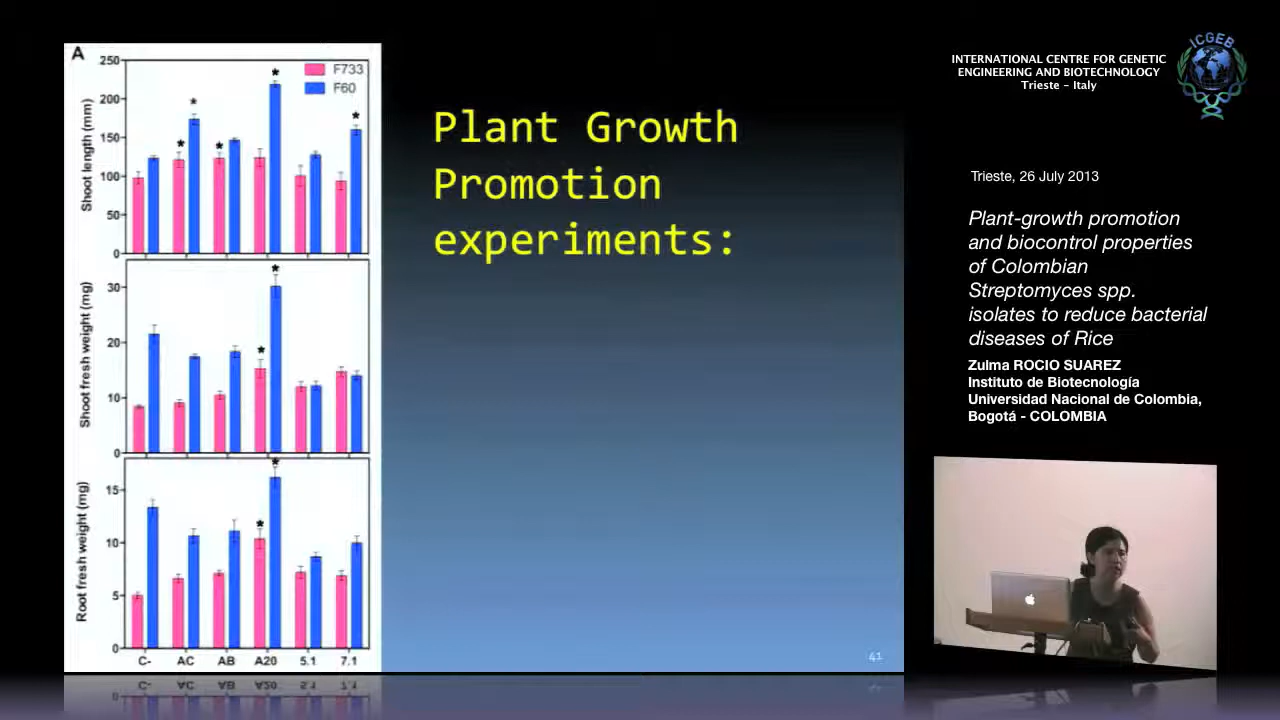 A
250
200
150
100
50
0
Shoot length (mm)
F733
F60
* * * * *
30
20
10
0
Shoot fresh weight (mg)
* *
15
10
5
0
Root fresh weight (mg)
* *
C- AC AB A20 5.1 7.1
Plant Growth
Promotion
experiments:
41
INTERNATIONAL CENTRE FOR GENETIC
ENGINEERING AND BIOTECHNOLOGY
Trieste - Italy
ICGEB
Trieste, 26 July 2013
Plant-growth promotion
and biocontrol properties
of Colombian
Streptomyces spp.
isolates to reduce bacterial
diseases of Rice
Zulma ROCIO SUAREZ
Instituto de Biotecnología
Universidad Nacional de Colombia,
Bogotá - COLOMBIA